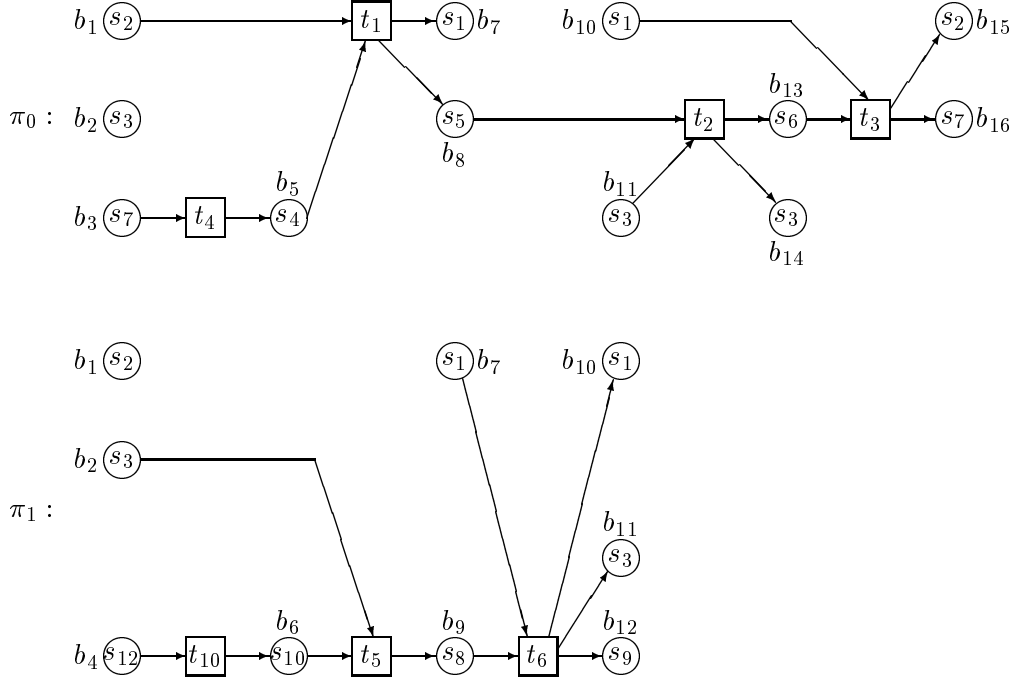 b₁ s₂ t₁ s₁ b₇ b₁₀ s₁ s₂ b₁₅
b₁₃
π₀ : b₂ s₃ s₅ t₂ s₆ t₃ s₇ b₁₆
b₈
b₅ b₁₁
b₃ s₇ t₄ s₄ s₃ s₃
b₁₄
b₁ s₂ s₁ b₇ b₁₀ s₁
b₂ s₃
π₁ :
b₁₁
s₃
b₆ b₉ b₁₂
b₄ s₁₂ t₁₀ s₁₀ t₅ s₈ t₆ s₉